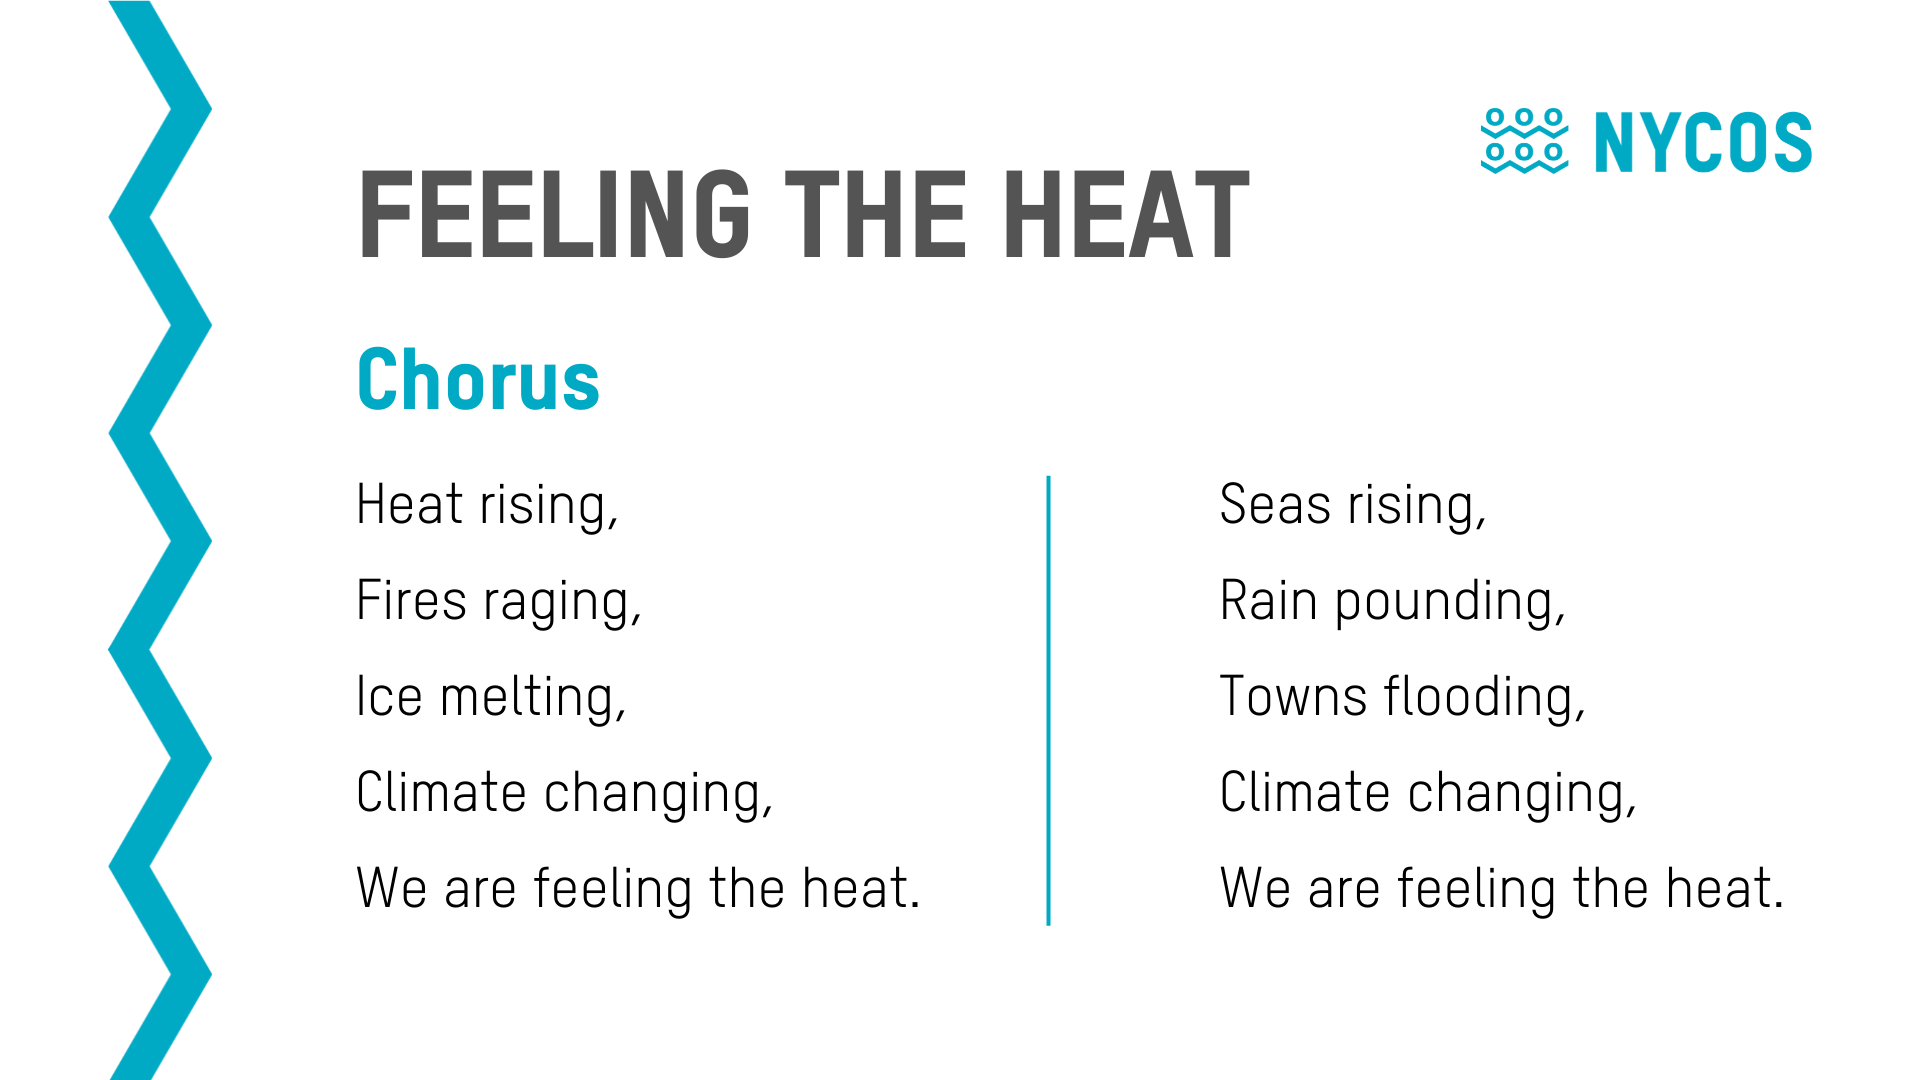 NYCOS
FEELING THE HEAT
Chorus
Heat rising,
Fires raging,
Ice melting,
Climate changing,
We are feeling the heat.
Seas rising,
Rain pounding,
Towns flooding,
Climate changing,
We are feeling the heat.